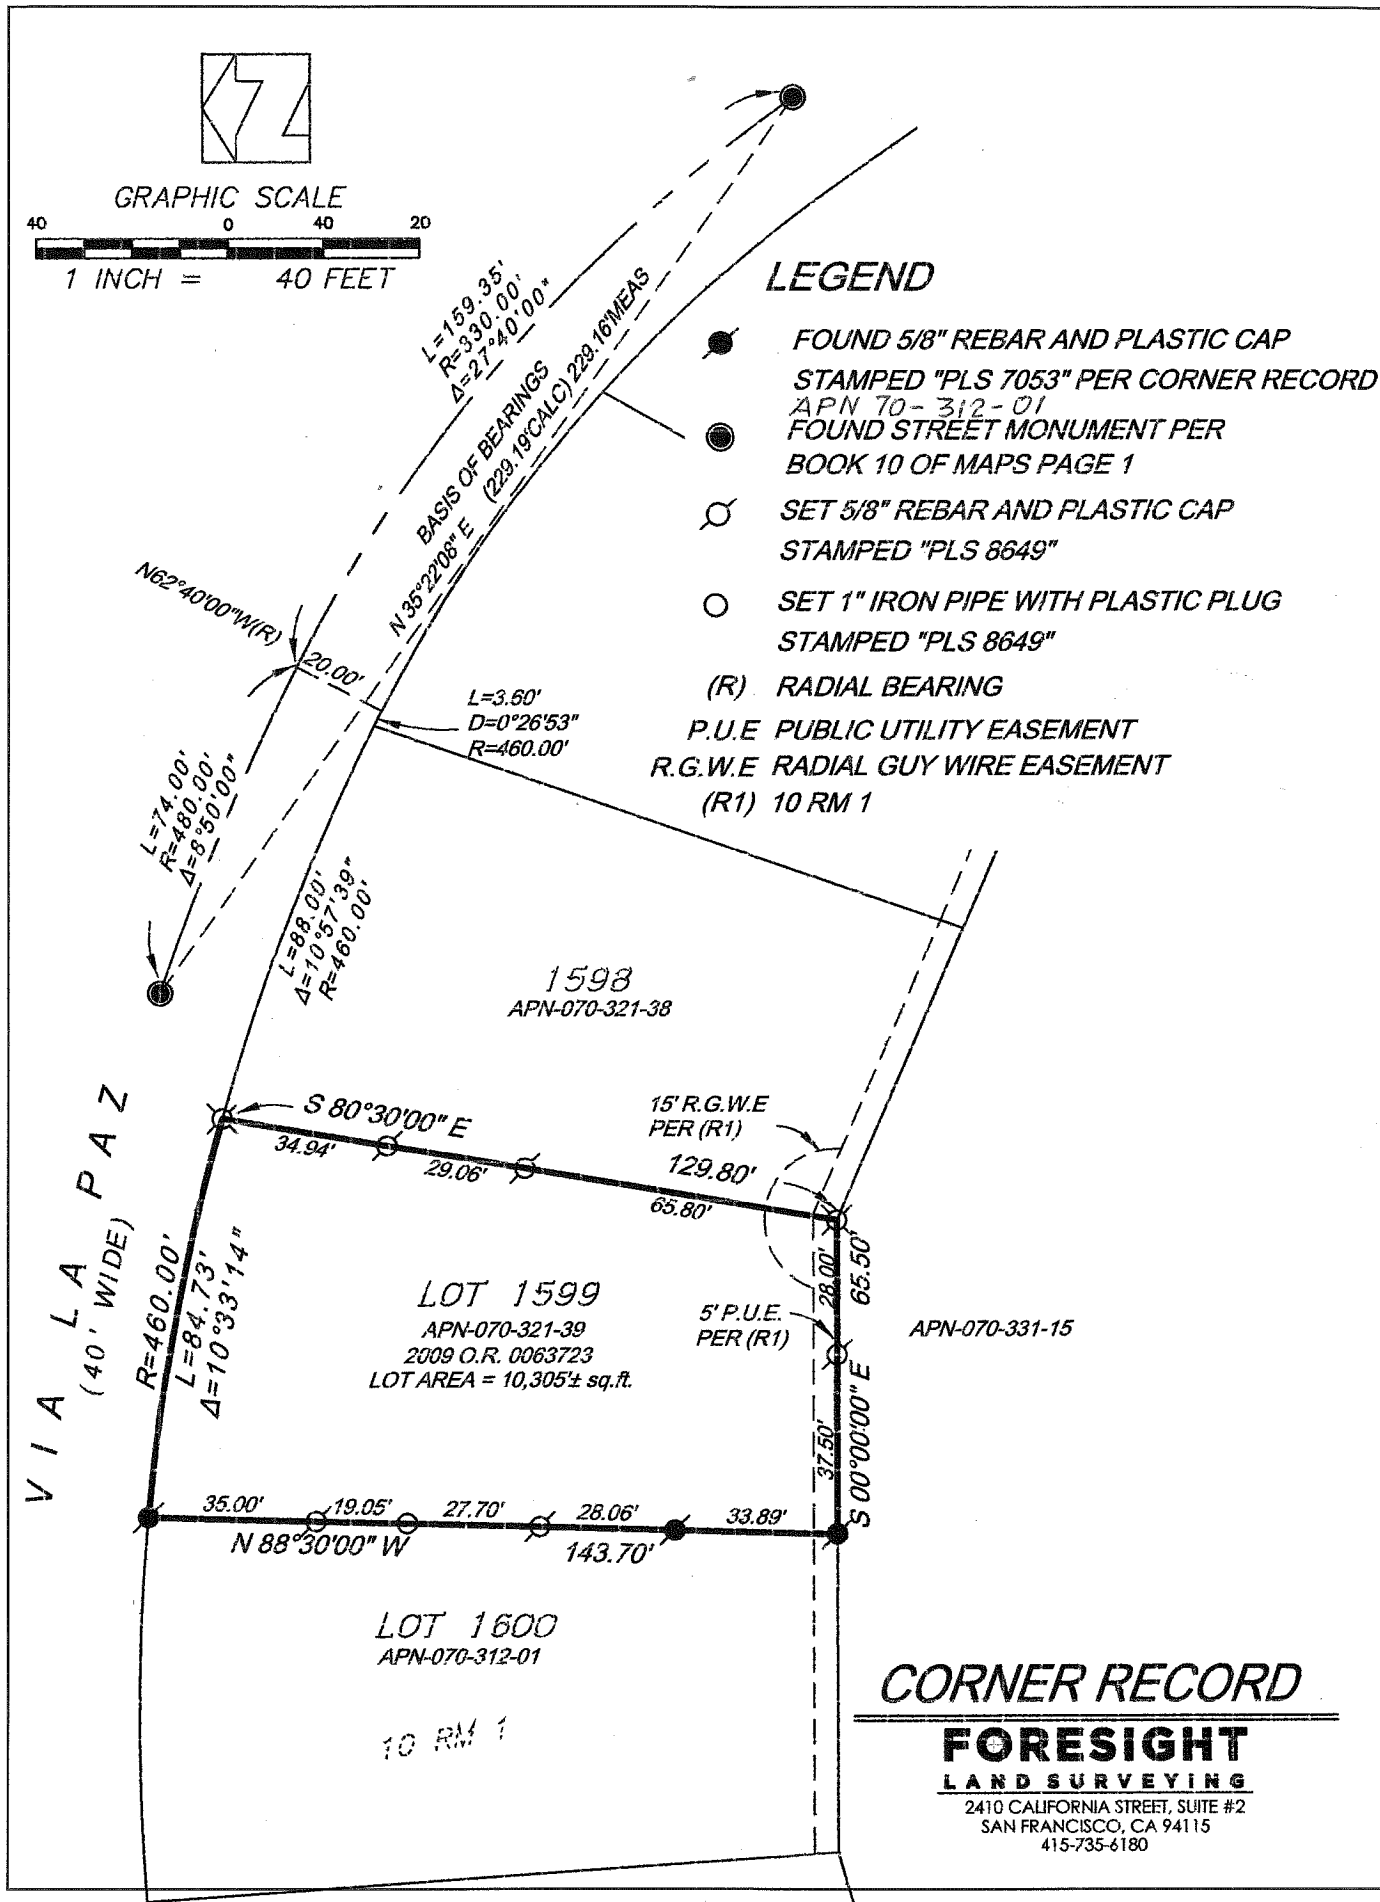 GRAPHIC SCALE
40 0 40 20
1 INCH = 40 FEET
L=159.35'
R=330.00'
Δ=27°40'00"
BASIS OF BEARINGS
N 35°22'08" E (229.19'CALC) 229.16'MEAS
LEGEND
FOUND 5/8" REBAR AND PLASTIC CAP
STAMPED "PLS 7053" PER CORNER RECORD
APN 70-312-01
FOUND STREET MONUMENT PER
BOOK 10 OF MAPS PAGE 1
SET 5/8" REBAR AND PLASTIC CAP
STAMPED "PLS 8649"
SET 1" IRON PIPE WITH PLASTIC PLUG
STAMPED "PLS 8649"
(R) RADIAL BEARING
P.U.E PUBLIC UTILITY EASEMENT
R.G.W.E RADIAL GUY WIRE EASEMENT
(R1) 10 RM 1
N62°40'00"W(R)
20.00'
L=3.60'
D=0°26'53"
R=460.00'
L=74.00'
R=480.00'
Δ=8°50'00"
L=88.00'
Δ=10°57'39"
R=460.00'
1598
APN-070-321-38
S 80°30'00" E
34.94'
29.06'
65.80'
129.80'
15' R.G.W.E
PER (R1)
VIA LA PAZ
(40' WIDE)
R=460.00'
L=84.73'
Δ=10°33'14"
LOT 1599
APN-070-321-39
2009 O.R. 0063723
LOT AREA = 10,305'± sq.ft.
5' P.U.E.
PER (R1)
28.00'
65.50'
37.50'
S 00°00'00" E
APN-070-331-15
35.00'
19.05'
27.70'
28.06'
33.89'
N 88°30'00" W
143.70'
LOT 1600
APN-070-312-01
10 RM 1
CORNER RECORD
FORESIGHT
LAND SURVEYING
2410 CALIFORNIA STREET, SUITE #2
SAN FRANCISCO, CA 94115
415-735-6180